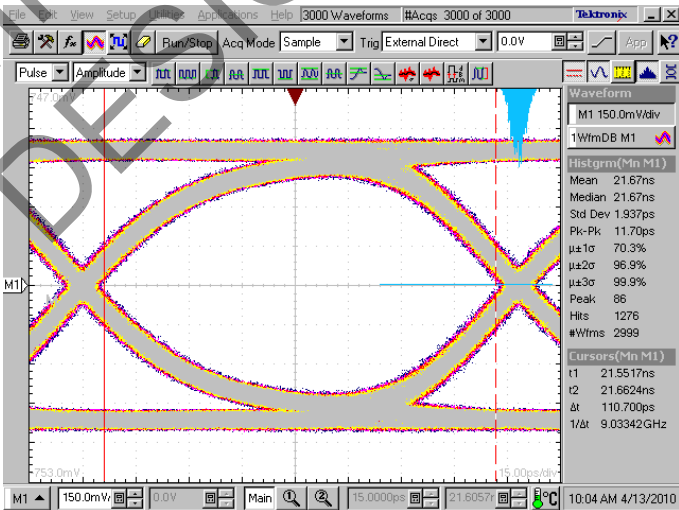 File Edit View Setup Utilities Applications Help 3000 Waveforms #Acqs 3000 of 3000 Tektronix
Run/Stop Acq Mode Sample Trig External Direct 0.0V App
Pulse Amplitude
747.0mV
Waveform
M1 150.0mV/div
1WfmDB M1
Histgrm(Mn M1)
Mean 21.67ns
Median 21.67ns
Std Dev 1.937ps
Pk-Pk 11.70ps
µ±1σ 70.3%
µ±2σ 96.9%
µ±3σ 99.9%
Peak 86
Hits 1276
#Wfms 2999
M1
Cursors(Mn M1)
t1 21.5517ns
t2 21.6624ns
Δt 110.700ps
1/Δt 9.03342GHz
753.0mV
15.00ps/div
M1 150.0mV/ 0.0V Main 15.0000ps 21.6057r °C 10:04 AM 4/13/2010
DESIG